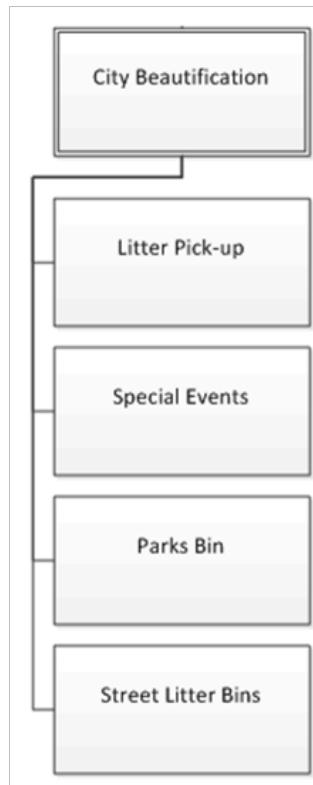 City Beautification
Litter Pick-up
Special Events
Parks Bin
Street Litter Bins